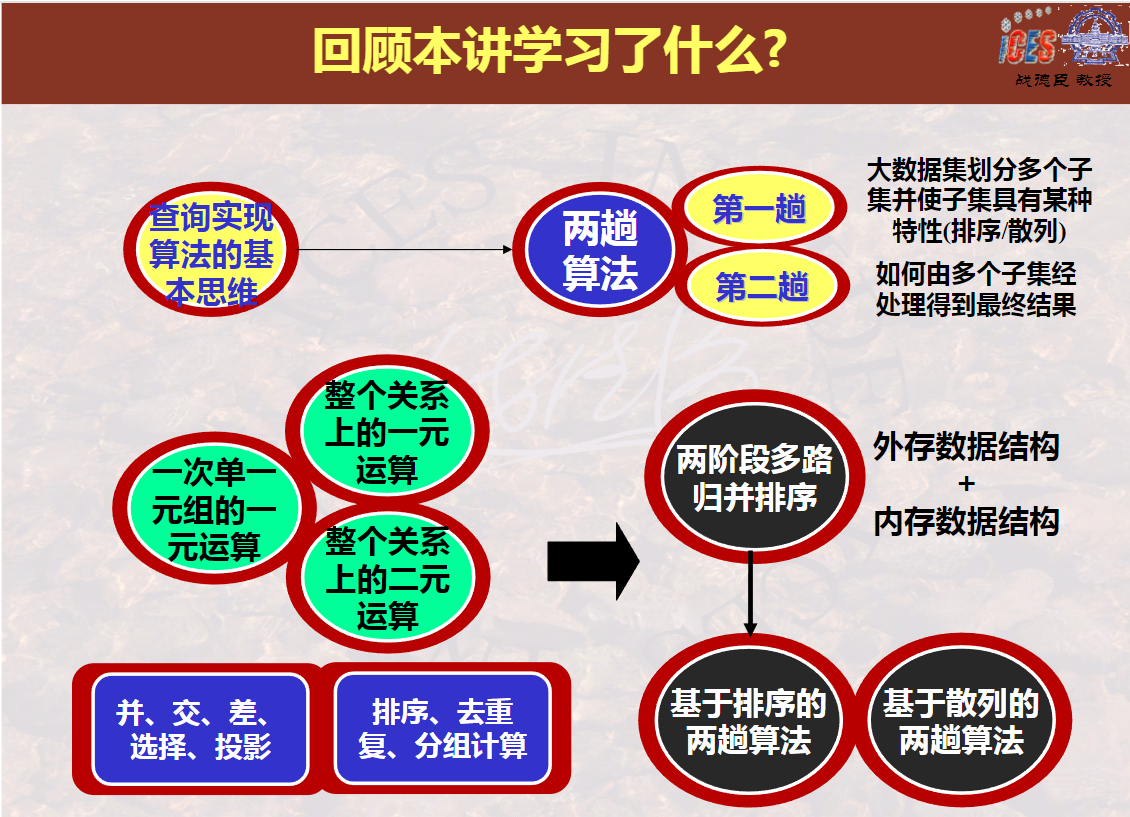 回顾本讲学习了什么?
iCES
战德臣 教授
查询实现
算法的基
本思维
两趟
算法
第一趟
大数据集划分多个子
集并使子集具有某种
特性(排序/散列)
第二趟
如何由多个子集经
处理得到最终结果
整个关系
上的一元
运算
一次单一
元组的一
元运算
整个关系
上的二元
运算
两阶段多路
归并排序
外存数据结构
+
内存数据结构
并、交、差、
选择、投影
排序、去重
复、分组计算
基于排序的
两趟算法
基于散列的
两趟算法